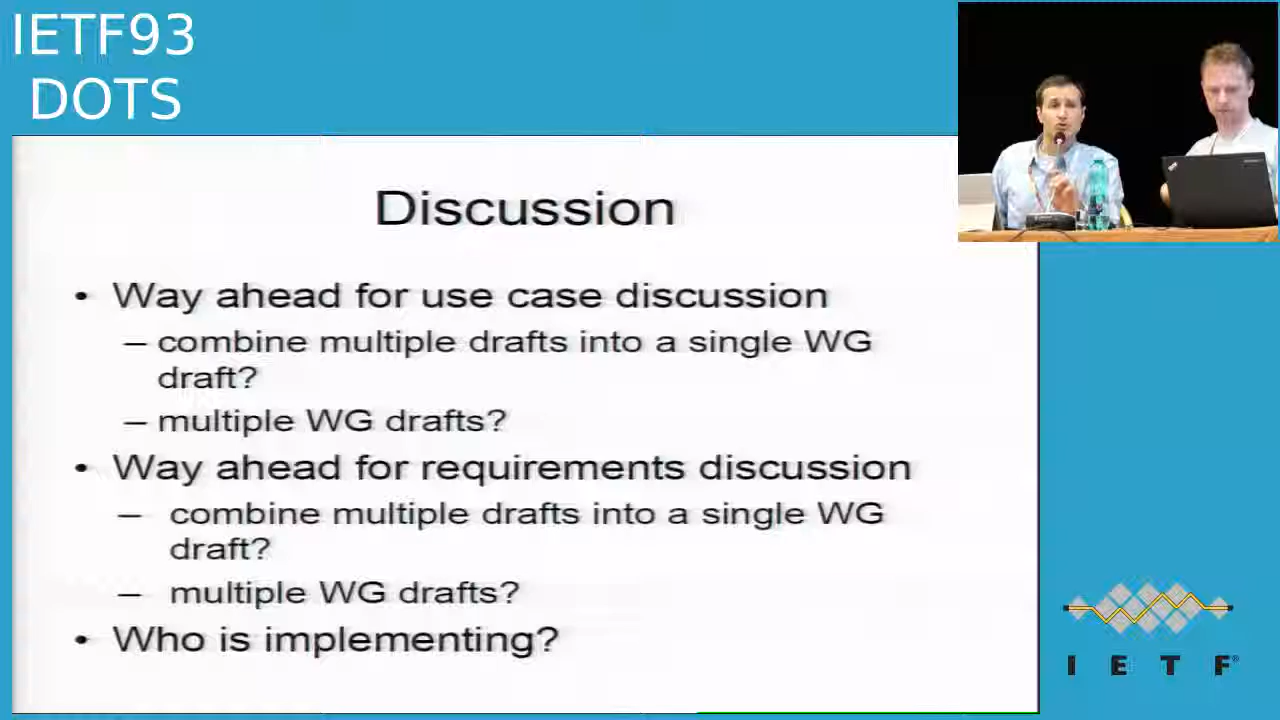 IETF93
DOTS
Discussion
• Way ahead for use case discussion
– combine multiple drafts into a single WG
draft?
– multiple WG drafts?
• Way ahead for requirements discussion
– combine multiple drafts into a single WG
draft?
– multiple WG drafts?
• Who is implementing?
I E T F®